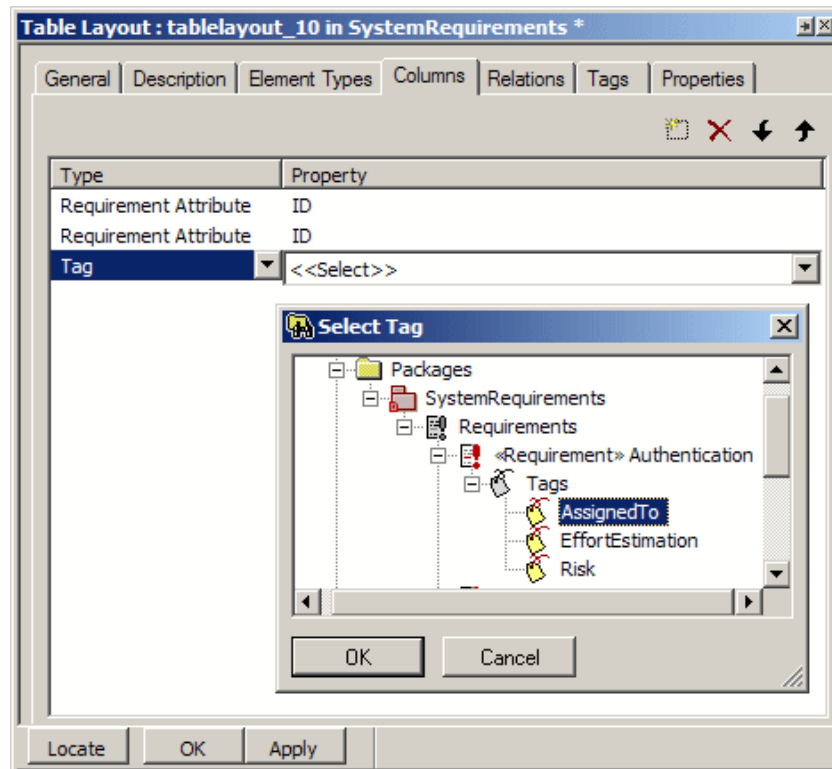 Table Layout : tablelayout_10 in SystemRequirements *
General Description Element Types Columns Relations Tags Properties
Type Property
Requirement Attribute ID
Requirement Attribute ID
Tag <<Select>>
Select Tag
Packages
SystemRequirements
Requirements
«Requirement» Authentication
Tags
AssignedTo
EffortEstimation
Risk
OK Cancel
Locate OK Apply